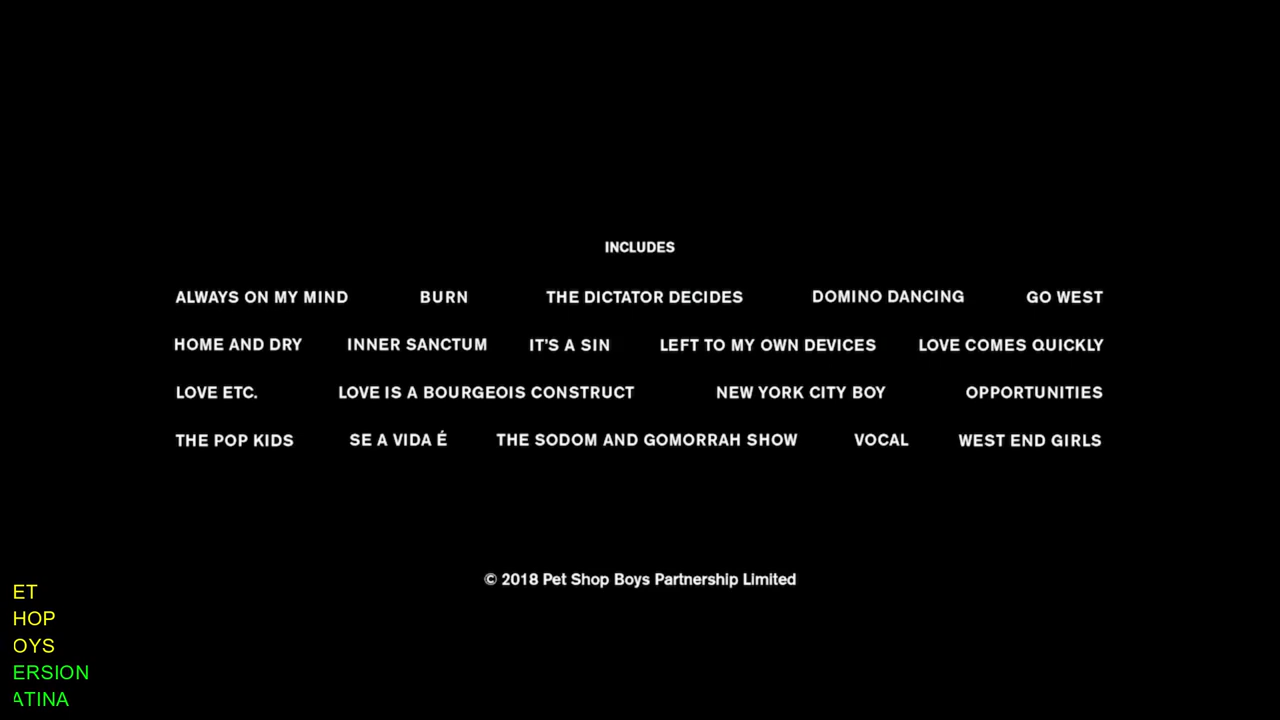 INCLUDES
ALWAYS ON MY MIND BURN THE DICTATOR DECIDES DOMINO DANCING GO WEST
HOME AND DRY INNER SANCTUM IT'S A SIN LEFT TO MY OWN DEVICES LOVE COMES QUICKLY
LOVE ETC. LOVE IS A BOURGEOIS CONSTRUCT NEW YORK CITY BOY OPPORTUNITIES
THE POP KIDS SE A VIDA É THE SODOM AND GOMORRAH SHOW VOCAL WEST END GIRLS
© 2018 Pet Shop Boys Partnership Limited
ET
HOP
OYS
ERSION
ATINA